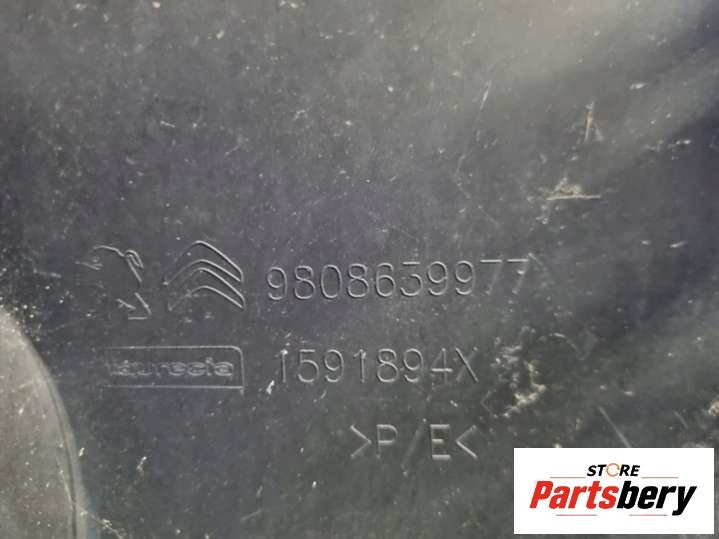 9808639977
faurecia
1591894X
>P/E<
STORE
Partsbery